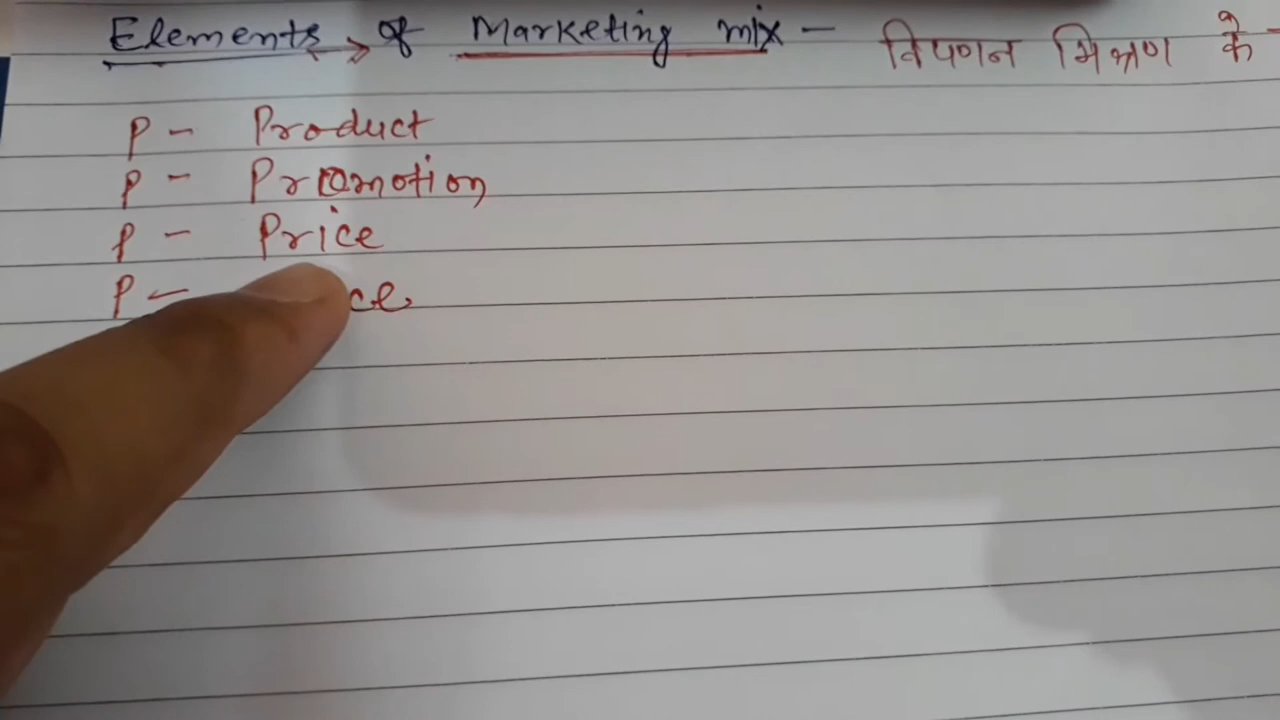 Elements of Marketing mix - विपणन मिश्रण के
P - Product
P - Promotion
P - Price
P -